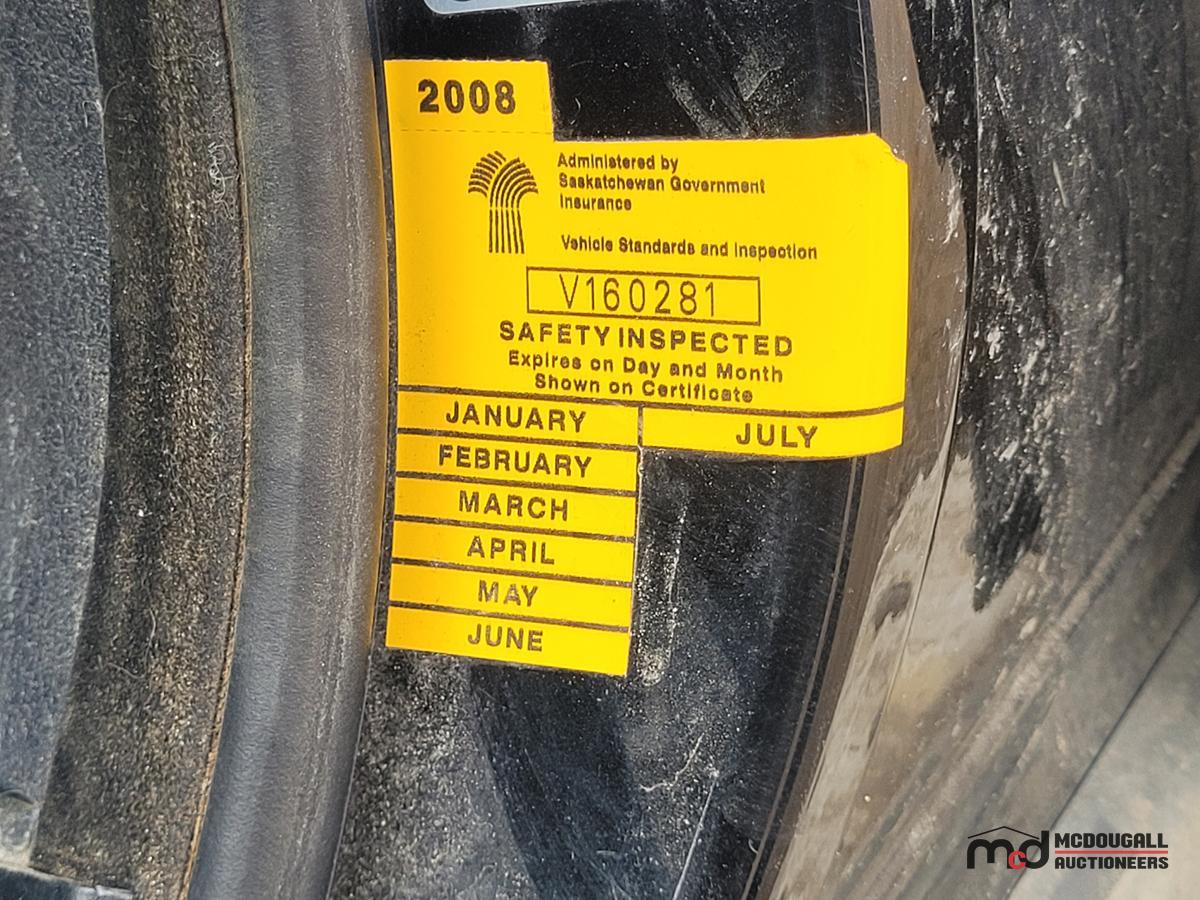 2008
Administered by
Saskatchewan Government
Insurance
Vehicle Standards and Inspection
V160281
SAFETY INSPECTED
Expires on Day and Month
Shown on Certificate
JANUARY
JULY
FEBRUARY
MARCH
APRIL
MAY
JUNE
mcd
MCDOUGALL
AUCTIONEERS